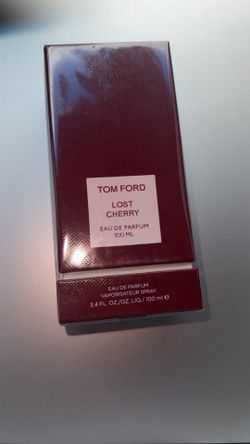 TOM FORD
LOST
CHERRY
EAU DE PARFUM
100 ML
EAU DE PARFUM
VAPORISATEUR SPRAY
3.4 FL. OZ./OZ. LIQ./100 ml ℮